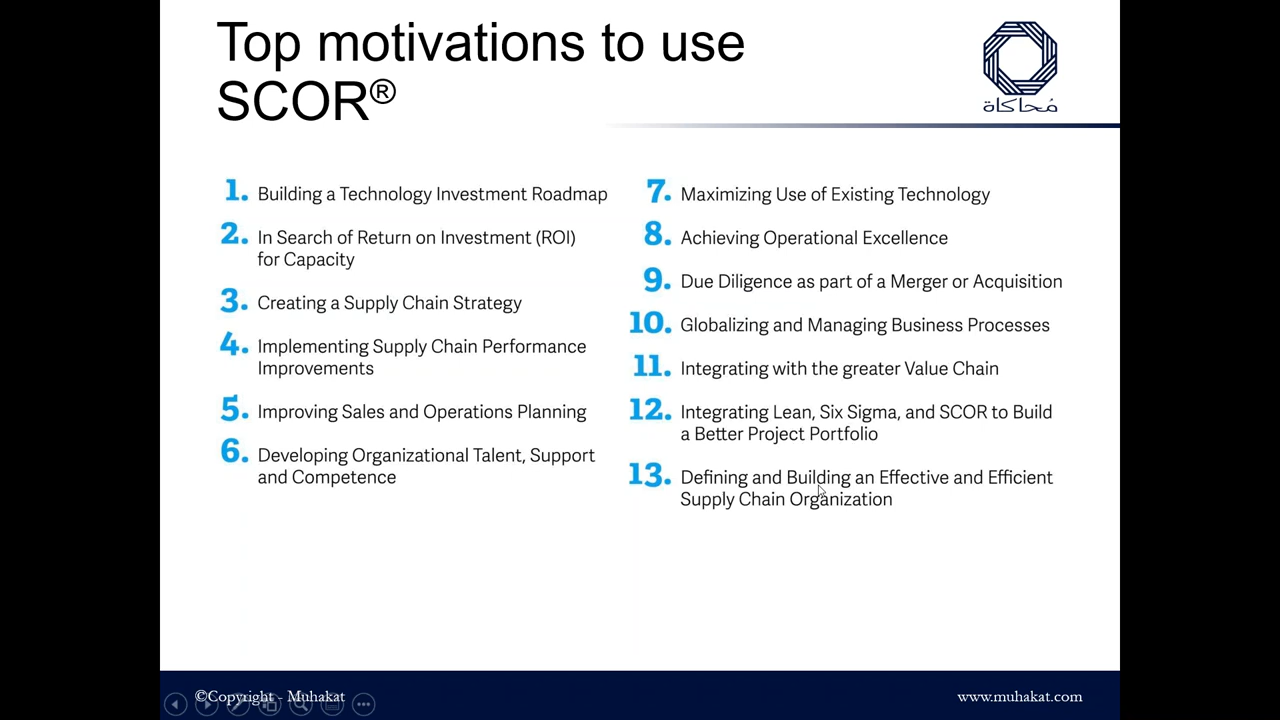 Top motivations to use
SCOR®
مُحاكاة
1. Building a Technology Investment Roadmap
2. In Search of Return on Investment (ROI)
for Capacity
3. Creating a Supply Chain Strategy
4. Implementing Supply Chain Performance
Improvements
5. Improving Sales and Operations Planning
6. Developing Organizational Talent, Support
and Competence
7. Maximizing Use of Existing Technology
8. Achieving Operational Excellence
9. Due Diligence as part of a Merger or Acquisition
10. Globalizing and Managing Business Processes
11. Integrating with the greater Value Chain
12. Integrating Lean, Six Sigma, and SCOR to Build
a Better Project Portfolio
13. Defining and Building an Effective and Efficient
Supply Chain Organization
©Copyright - Muhakat
www.muhakat.com